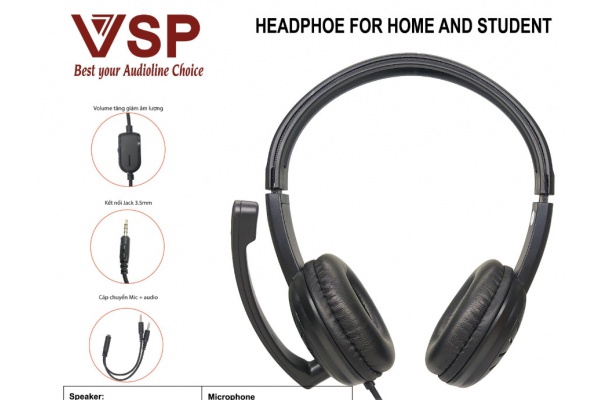 VSP
Best your Audioline Choice
HEADPHOE FOR HOME AND STUDENT
Volume tăng giảm âm lượng
Kết nối Jack 3.5mm
Cáp chuyển Mic + audio
Speaker:
Microphone